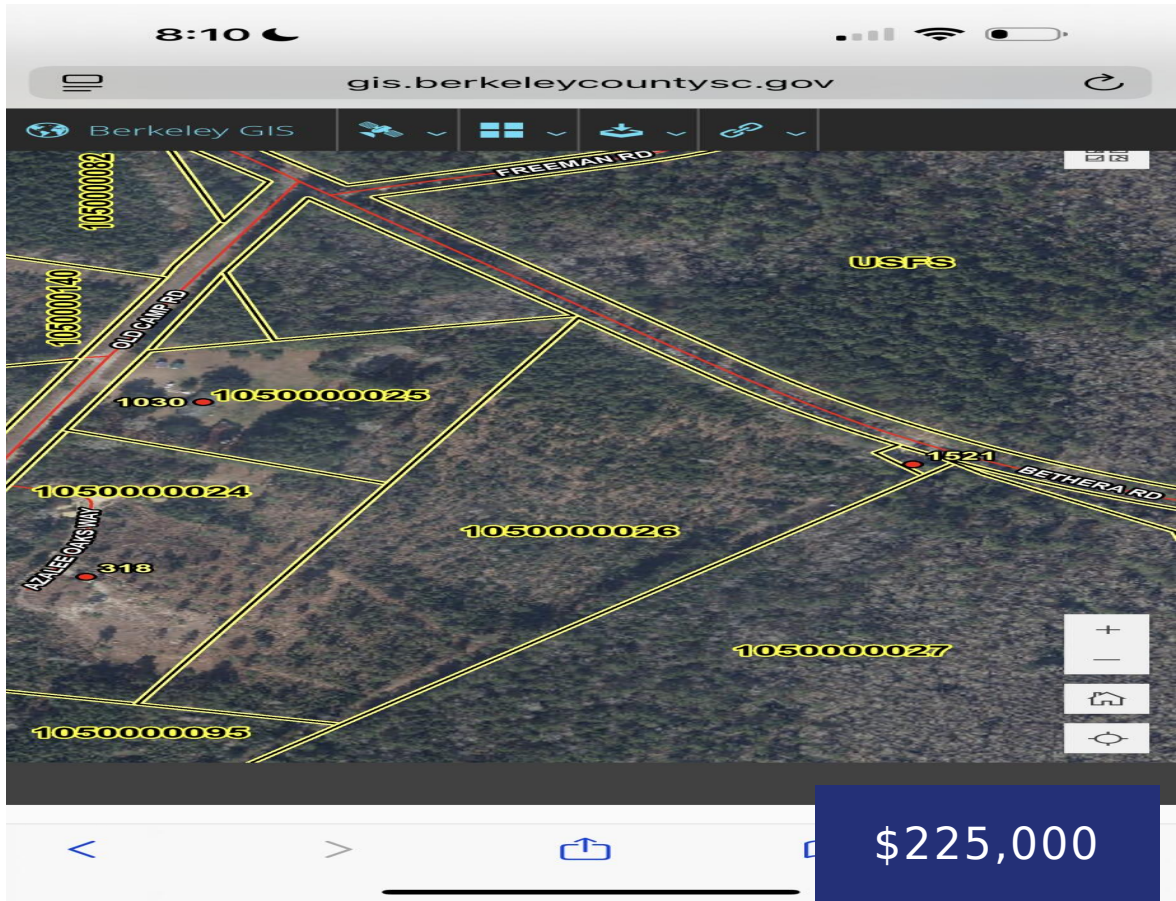 8:10
gis.berkeleycountysc.gov
Berkeley GIS
1050000082
FREEMAN RD
USFS
1050000140
OLD CAMP RD
1030
1050000025
1521
BETHERA RD
1050000024
1050000026
AZALEE OAKS WAY
318
1050000027
1050000095
$225,000